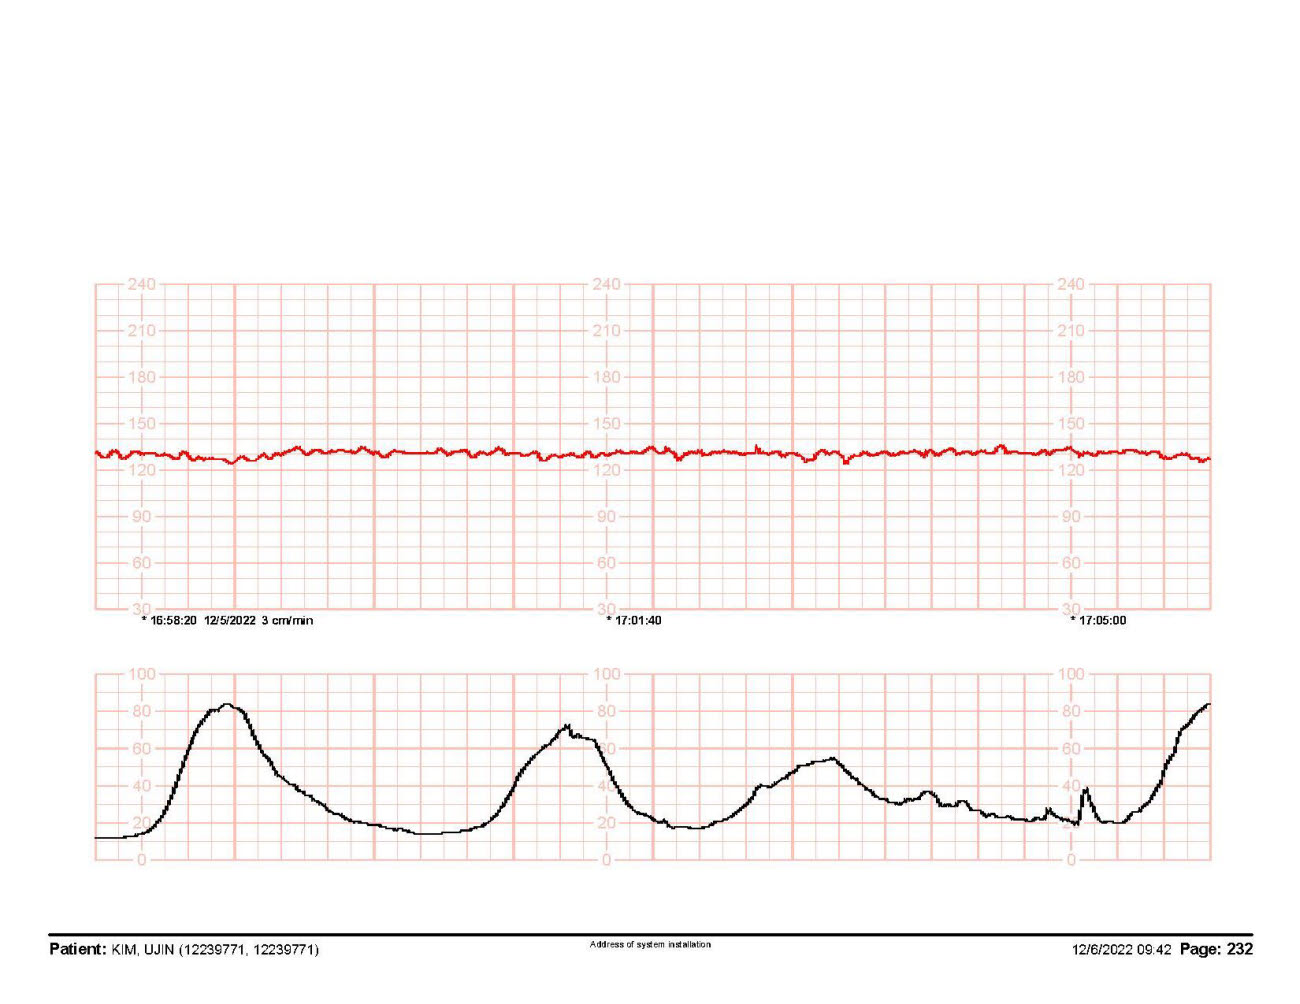 240 240 240
210 210 210
180 180 180
150 150 150
120 120 120
90 90 90
60 60 60
30 30 30
* 16:58:20 12/5/2022 3 cm/min * 17:01:40 * 17:05:00
100 100 100
80 80 80
60 60 60
40 40 40
20 20 20
0 0 0
Patient: KIM, UJIN (12239771, 12239771) Address of system installation 12/6/2022 09:42 Page: 232